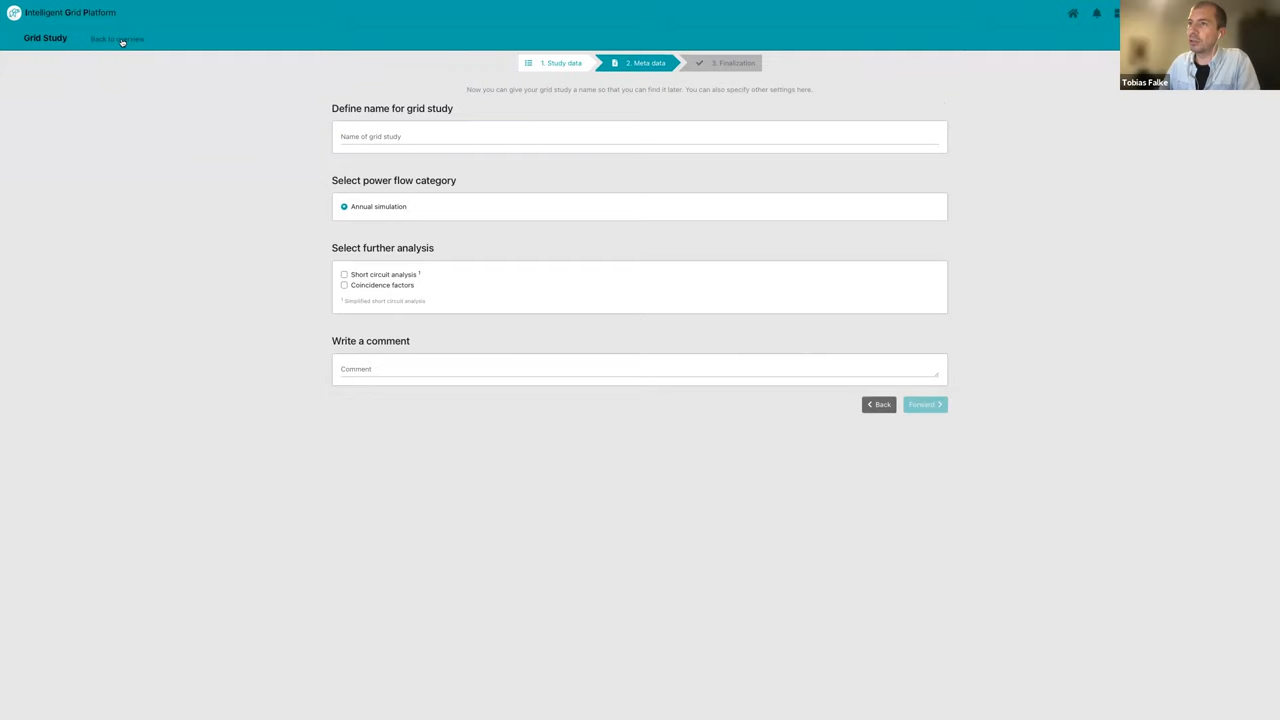 Intelligent Grid Platform
Grid Study
Back to overview
Tobias Falke
1. Study data
2. Meta data
3. Finalization
Now you can give your grid study a name so that you can find it later. You can also specify other settings here.
Define name for grid study
Name of grid study
Select power flow category
Annual simulation
Select further analysis
Short circuit analysis 1
Coincidence factors
1 Simplified short circuit analysis
Write a comment
Comment
Back
Forward